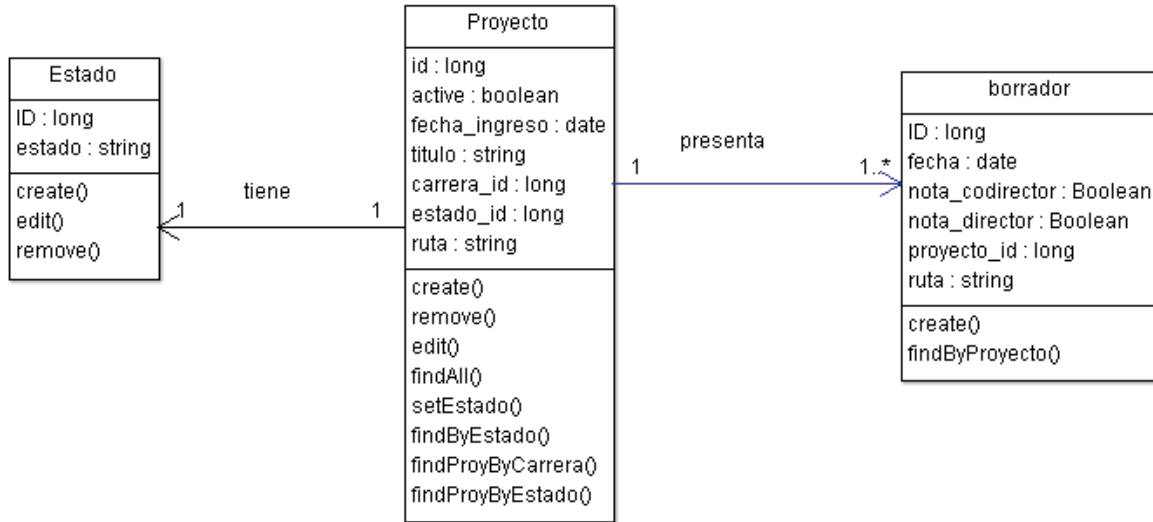 Estado
ID : long
estado : string
create()
edit()
remove()
tiene
1
1
Proyecto
id : long
active : boolean
fecha_ingreso : date
titulo : string
carrera_id : long
estado_id : long
ruta : string
create()
remove()
edit()
findAll()
setEstado()
findByEstado()
findProyByCarrera()
findProyByEstado()
presenta
1
1..*
borrador
ID : long
fecha : date
nota_codirector : Boolean
nota_director : Boolean
proyecto_id : long
ruta : string
create()
findByProyecto()